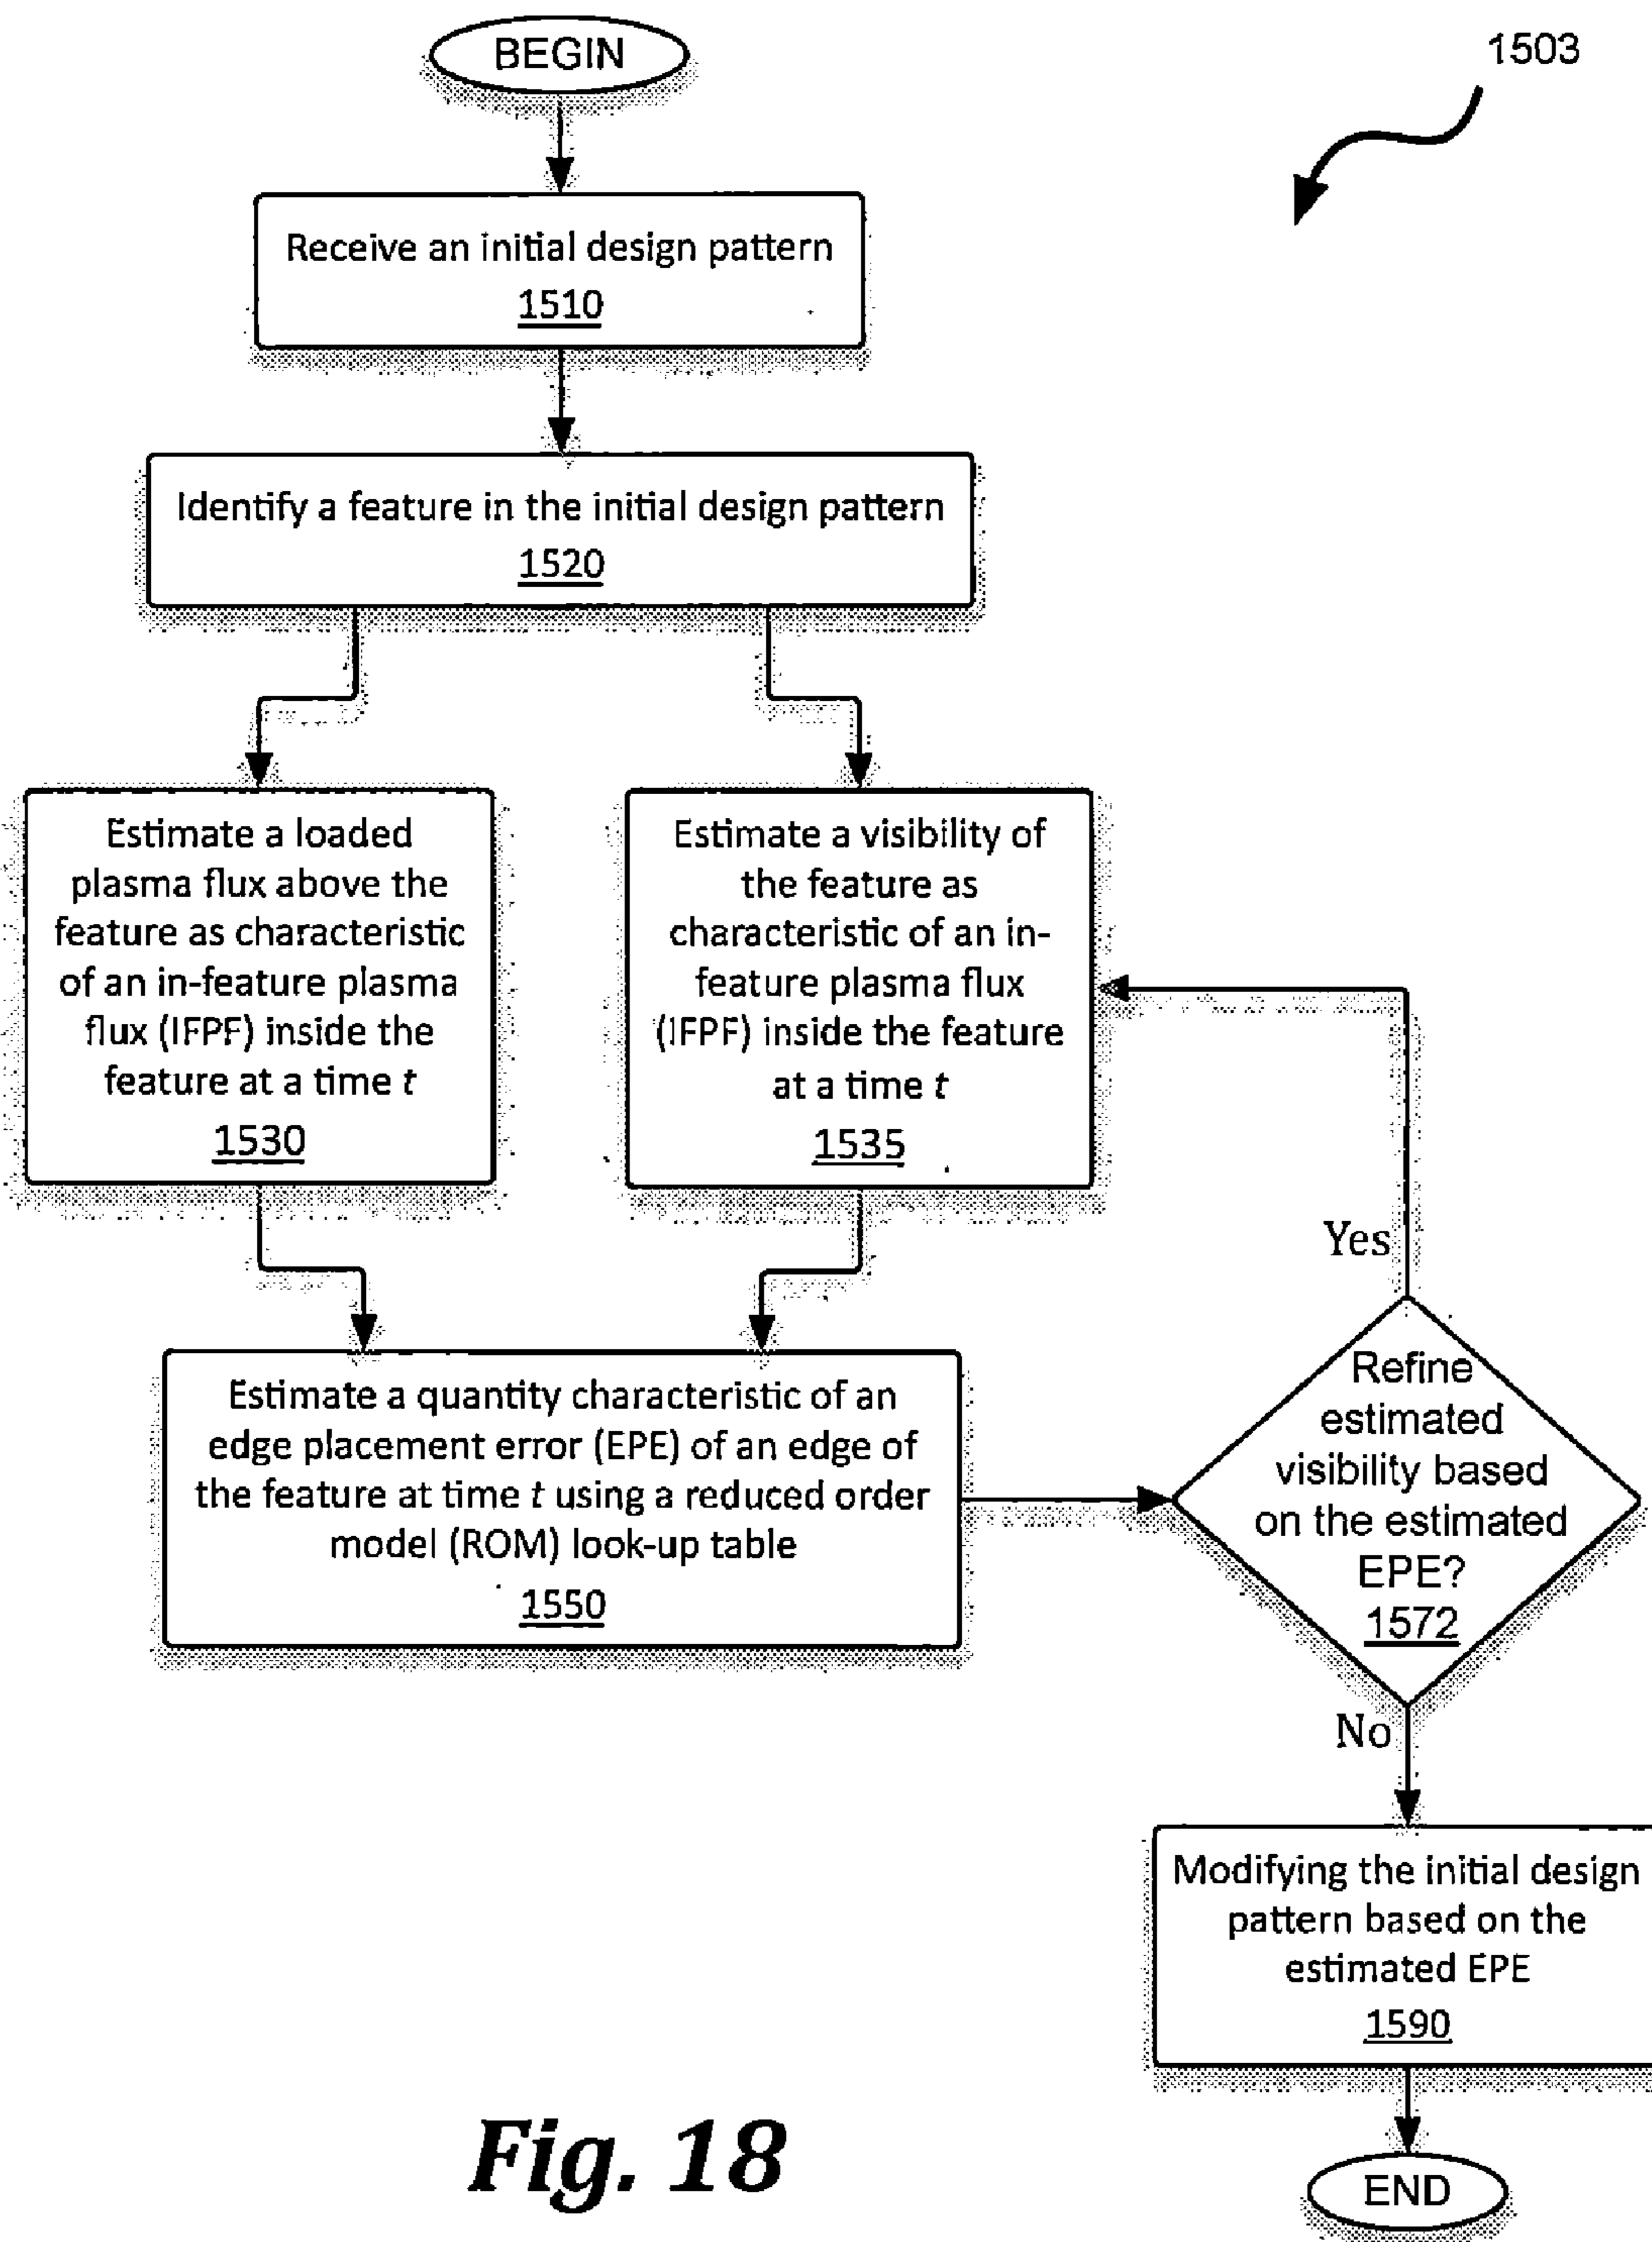 BEGIN
1503
Receive an initial design pattern
1510
Identify a feature in the initial design pattern
1520
Estimate a loaded
plasma flux above the
feature as characteristic
of an in-feature plasma
flux (IFPF) inside the
feature at a time t
1530
Estimate a visibility of
the feature as
characteristic of an in-
feature plasma flux
(IFPF) inside the feature
at a time t
1535
Estimate a quantity characteristic of an
edge placement error (EPE) of an edge of
the feature at time t using a reduced order
model (ROM) look-up table
1550
Yes
Refine
estimated
visibility based
on the estimated
EPE?
1572
No
Modifying the initial design
pattern based on the
estimated EPE
1590
END
Fig. 18